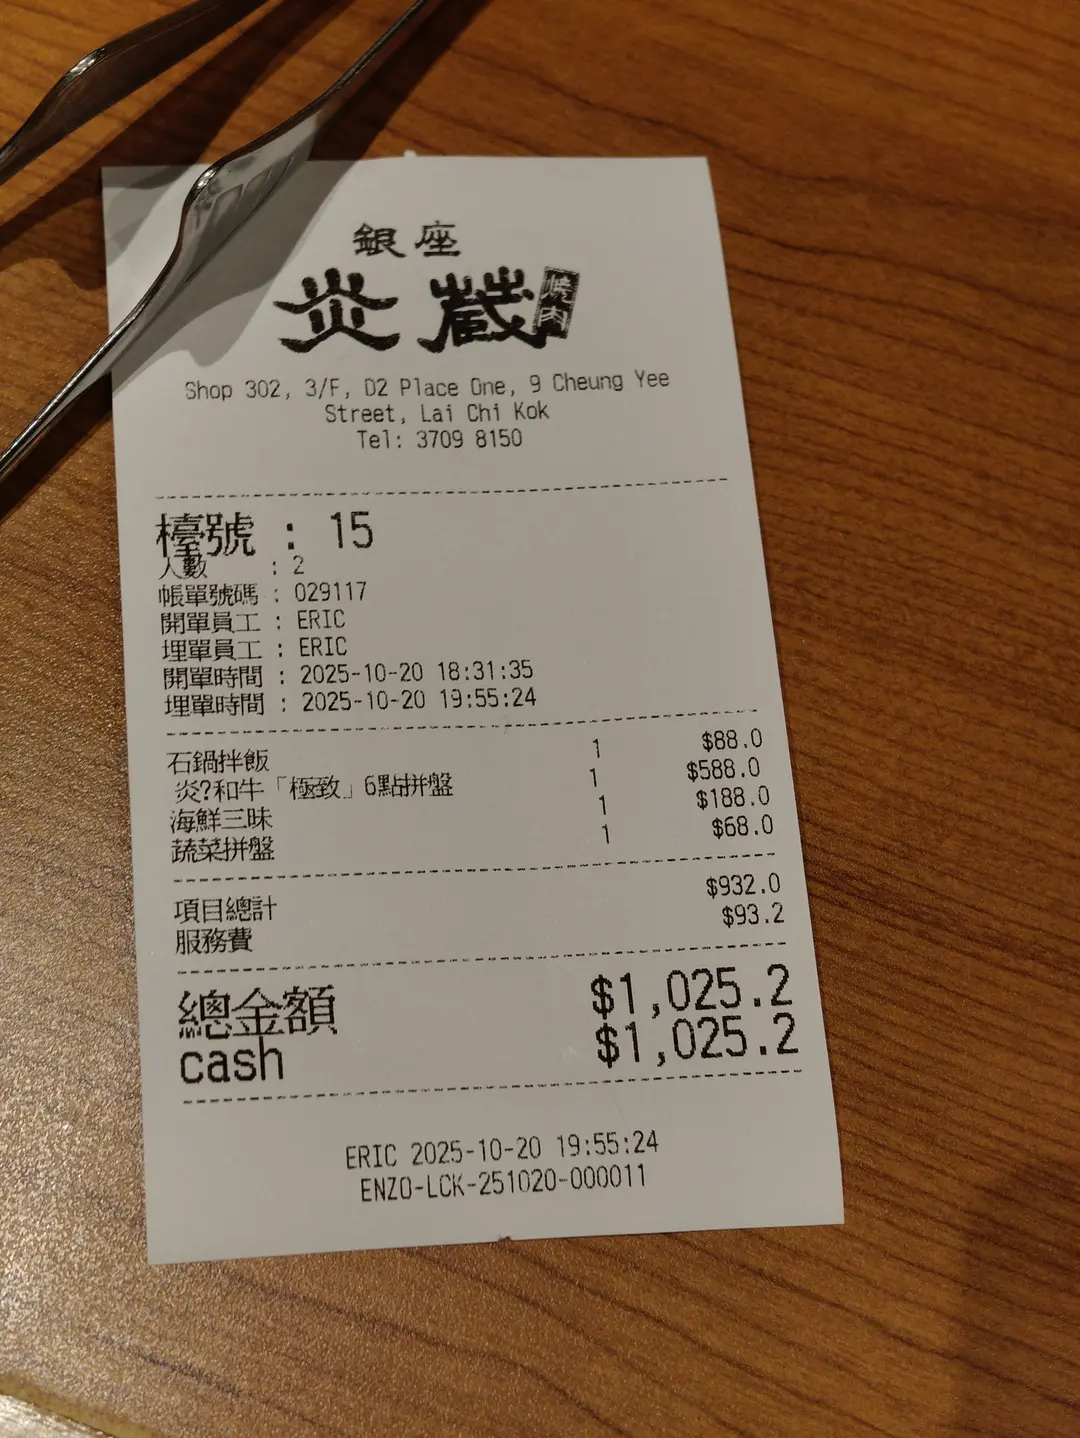 銀座
炎蔵 焼肉
Shop 302, 3/F, D2 Place One, 9 Cheung Yee
Street, Lai Chi Kok
Tel: 3709 8150
檯號 : 15
人數 : 2
帳單號碼 : 029117
開單員工 : ERIC
埋單員工 : ERIC
開單時間 : 2025-10-20 18:31:35
埋單時間 : 2025-10-20 19:55:24
石鍋拌飯 1 $88.0
炎?和牛「極致」6點拼盤 1 $588.0
海鮮三味 1 $188.0
蔬菜拼盤 1 $68.0
項目總計 $932.0
服務費 $93.2
總金額 $1,025.2
cash $1,025.2
ERIC 2025-10-20 19:55:24
ENZO-LCK-251020-000011